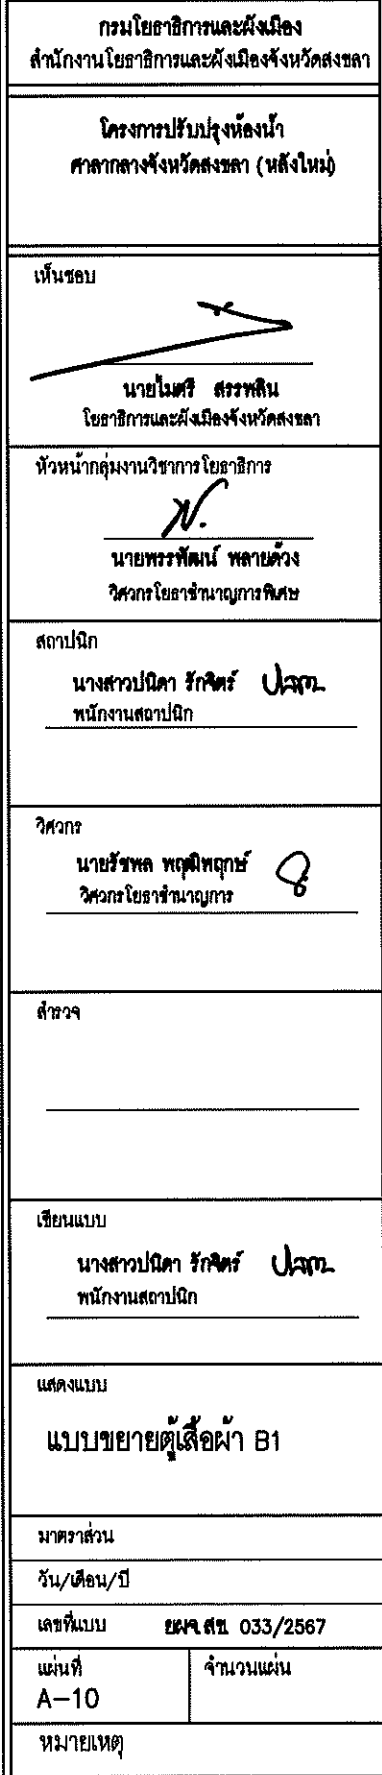 กรมโยธาธิการและผังเมือง
สำนักงานโยธาธิการและผังเมืองจังหวัดสงขลา
โครงการปรับปรุงห้องน้ำ
ศาลากลางจังหวัดสงขลา (หลังใหม่)
เห็นชอบ
นายไมตรี สรรพสิน
โยธาธิการและผังเมืองจังหวัดสงขลา
หัวหน้ากลุ่มงานวิชาการโยธาธิการ
นายพรรพัฒน์ พลายด้วง
วิศวกรโยธาชำนาญการพิเศษ
สถาปนิก
นางสาวปนิดา รักจิตร์
พนักงานสถาปนิก
วิศวกร
นายรัชพล พฤฒิพฤกษ์
วิศวกรโยธาชำนาญการ
สำรวจ
เขียนแบบ
นางสาวปนิดา รักจิตร์
พนักงานสถาปนิก
แสดงแบบ
แบบขยายตู้เสื้อผ้า B1
มาตราส่วน
วัน/เดือน/ปี
เลขที่แบบ ยผจ.สข. 033/2567
แผ่นที่ จำนวนแผ่น
A-10
หมายเหตุ